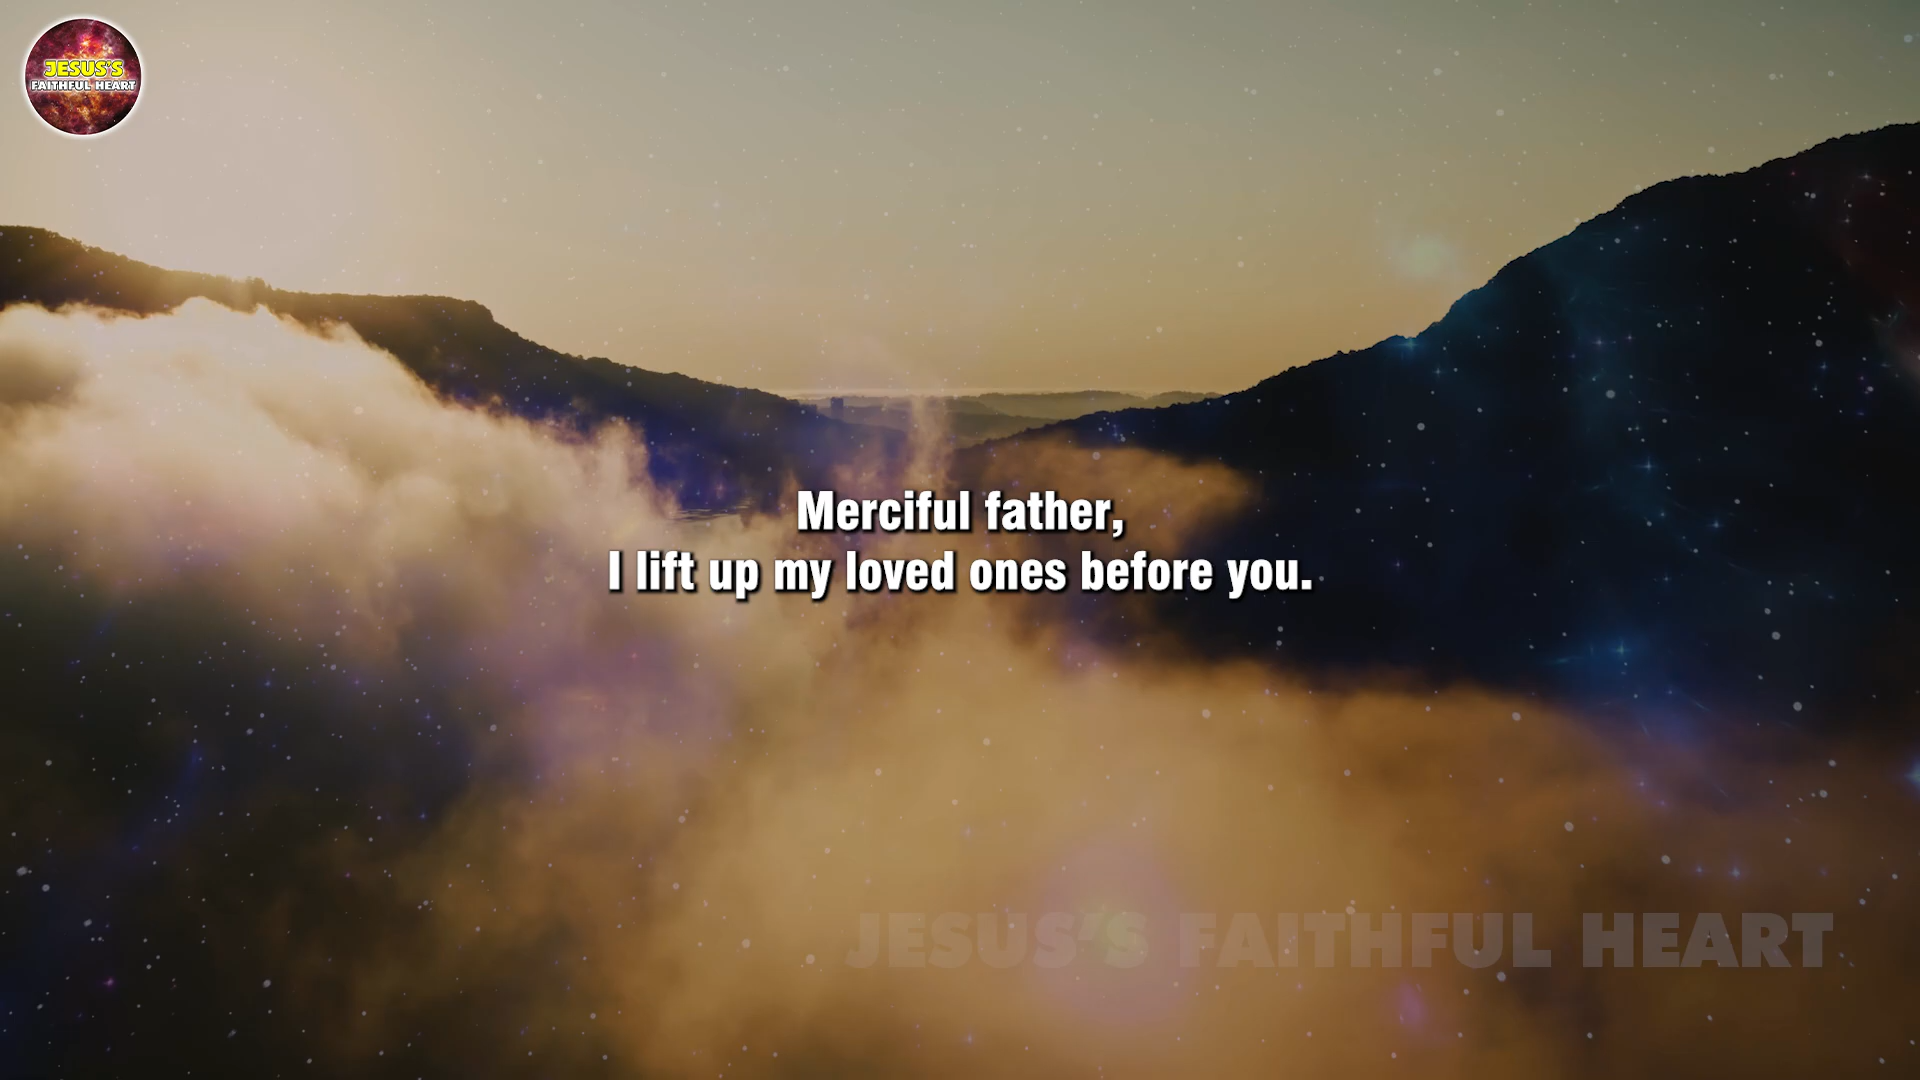 JESUS'S
FAITHFUL HEART
Merciful father,
I lift up my loved ones before you.
JESUS'S FAITHFUL HEART